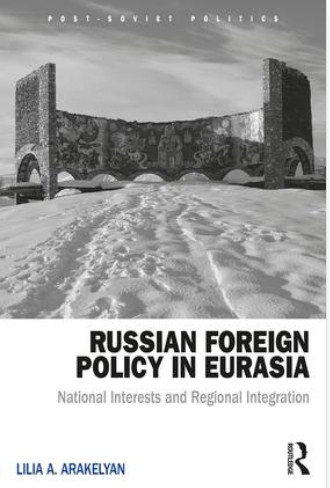 POST-SOVIET POLITICS
RUSSIAN FOREIGN
POLICY IN EURASIA
National Interests and Regional Integration
LILIA A. ARAKELYAN
ROUTLEDGE